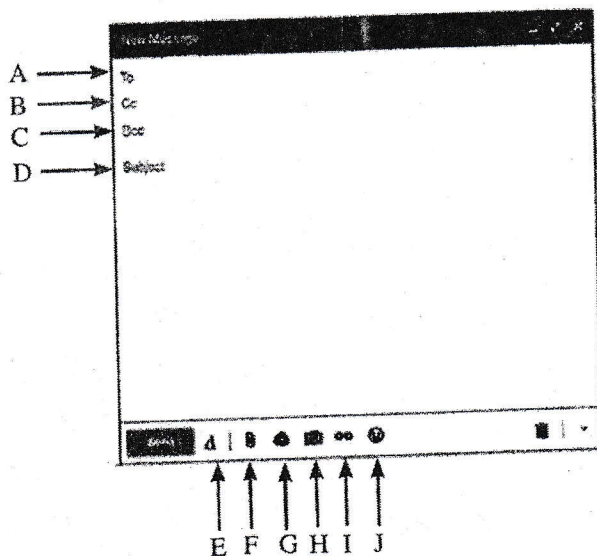 New Message
A To
B Cc
C Bcc
D Subject
Send
E F G H I J